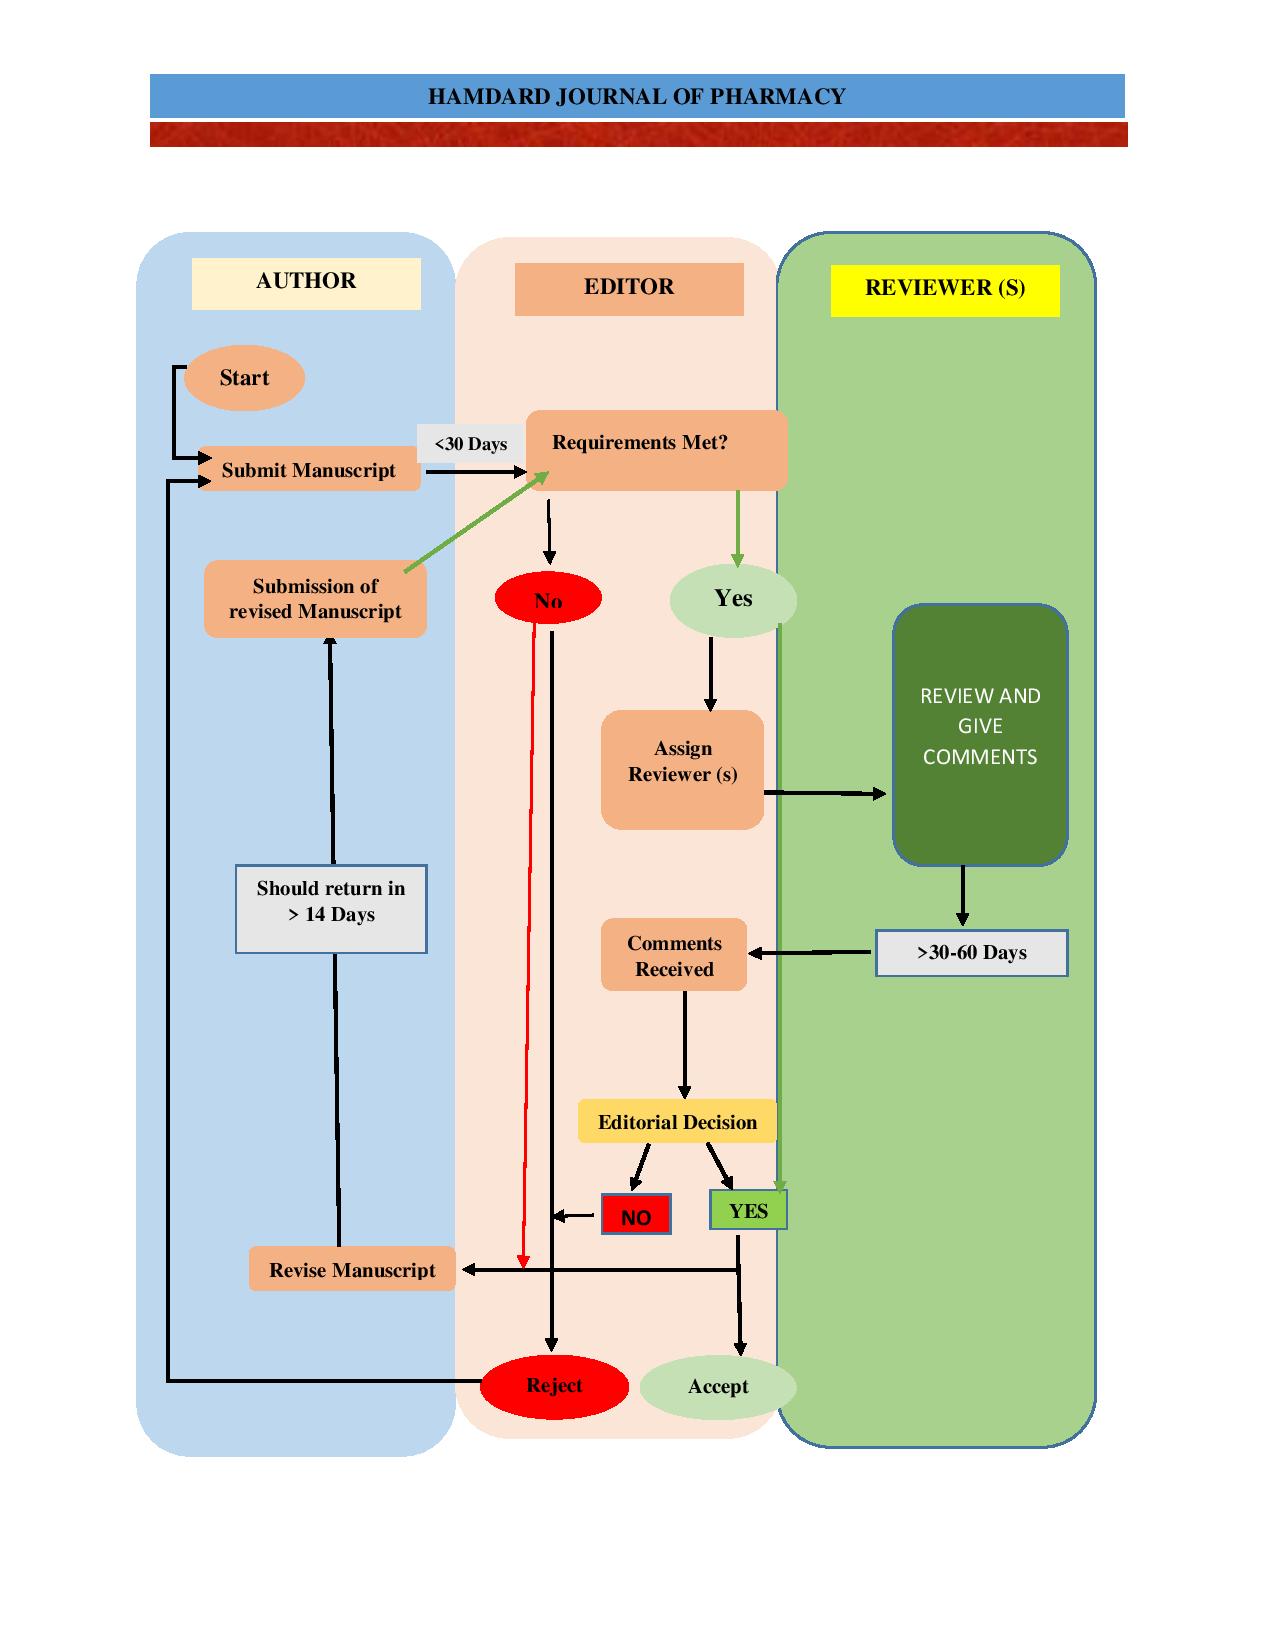 HAMDARD JOURNAL OF PHARMACY
AUTHOR
EDITOR
REVIEWER (S)
Start
<30 Days
Requirements Met?
Submit Manuscript
Submission of
revised Manuscript
No
Yes
REVIEW AND
GIVE
COMMENTS
Assign
Reviewer (s)
Should return in
> 14 Days
Comments
Received
>30-60 Days
Editorial Decision
NO
YES
Revise Manuscript
Reject
Accept